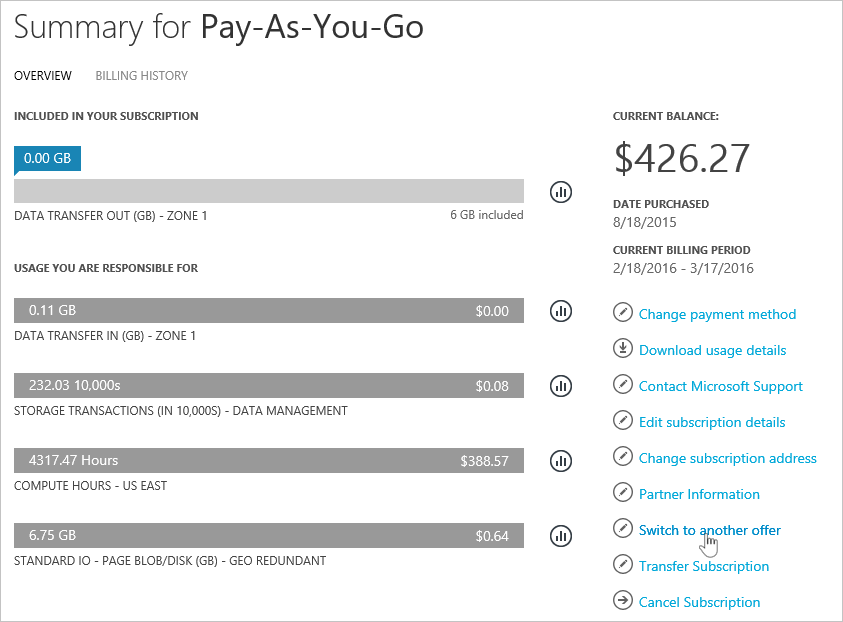 Summary for Pay-As-You-Go
OVERVIEW BILLING HISTORY
INCLUDED IN YOUR SUBSCRIPTION
0.00 GB
DATA TRANSFER OUT (GB) - ZONE 1 6 GB included
USAGE YOU ARE RESPONSIBLE FOR
0.11 GB $0.00
DATA TRANSFER IN (GB) - ZONE 1
232.03 10,000s $0.08
STORAGE TRANSACTIONS (IN 10,000S) - DATA MANAGEMENT
4317.47 Hours $388.57
COMPUTE HOURS - US EAST
6.75 GB $0.64
STANDARD IO - PAGE BLOB/DISK (GB) - GEO REDUNDANT
CURRENT BALANCE:
$426.27
DATE PURCHASED
8/18/2015
CURRENT BILLING PERIOD
2/18/2016 - 3/17/2016
Change payment method
Download usage details
Contact Microsoft Support
Edit subscription details
Change subscription address
Partner Information
Switch to another offer
Transfer Subscription
Cancel Subscription